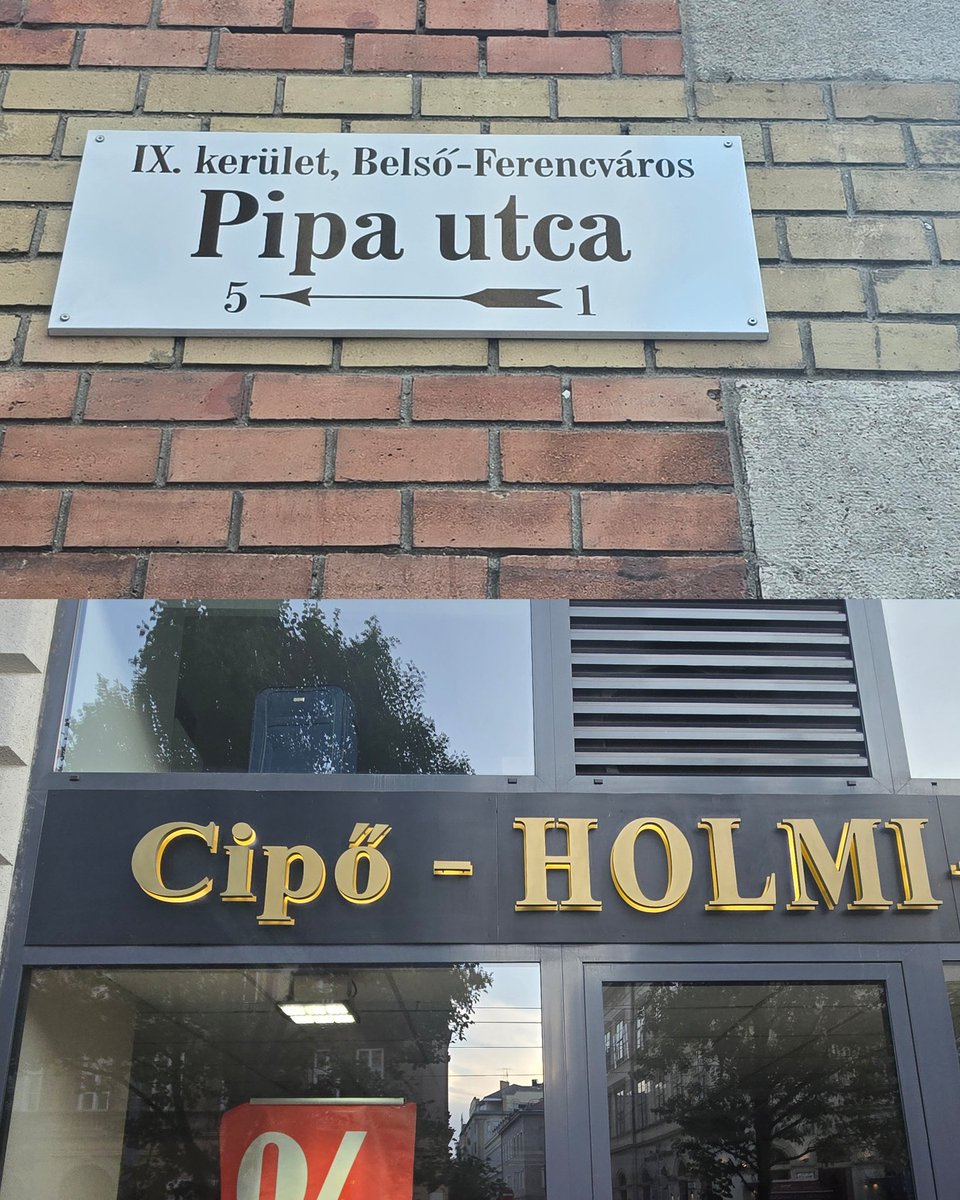 IX. kerület, Belső-Ferencváros
Pipa utca
5 1
Cipő - HOLMI -
%